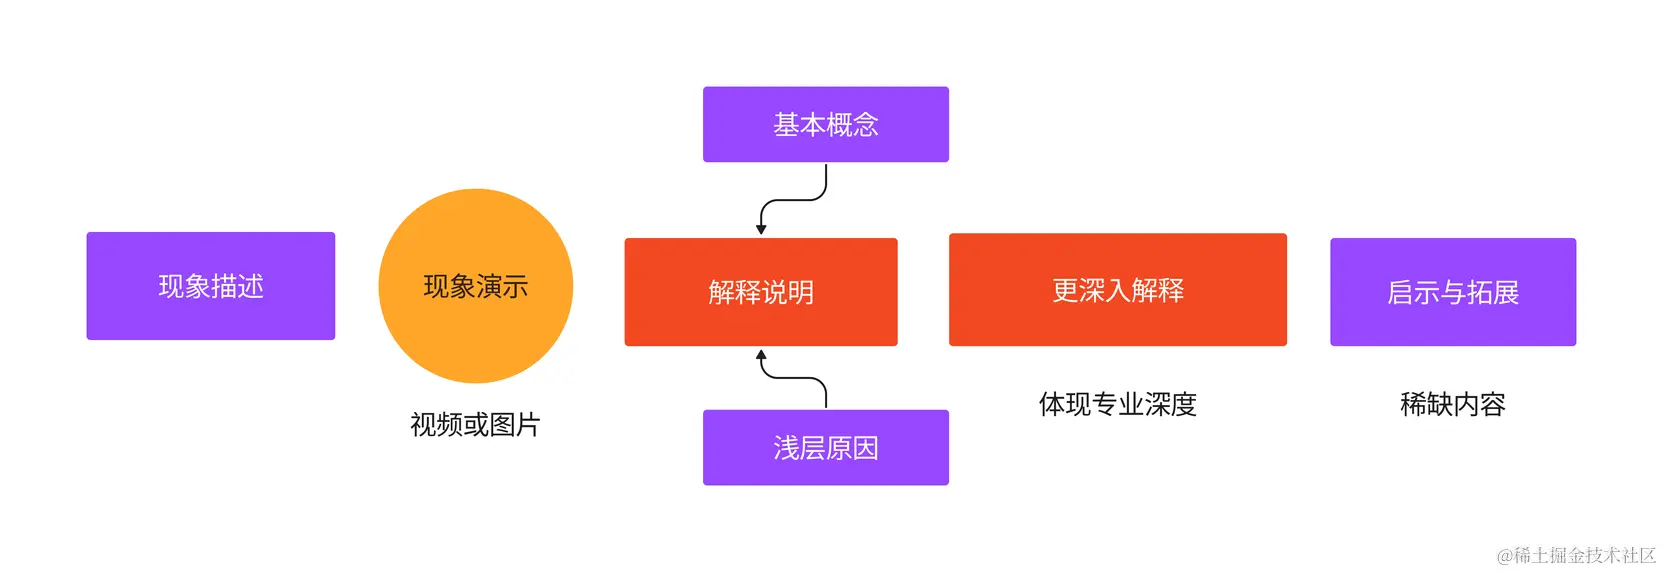 基本概念
现象描述
现象演示
解释说明
更深入解释
启示与拓展
视频或图片
体现专业深度
稀缺内容
浅层原因
@稀土掘金技术社区